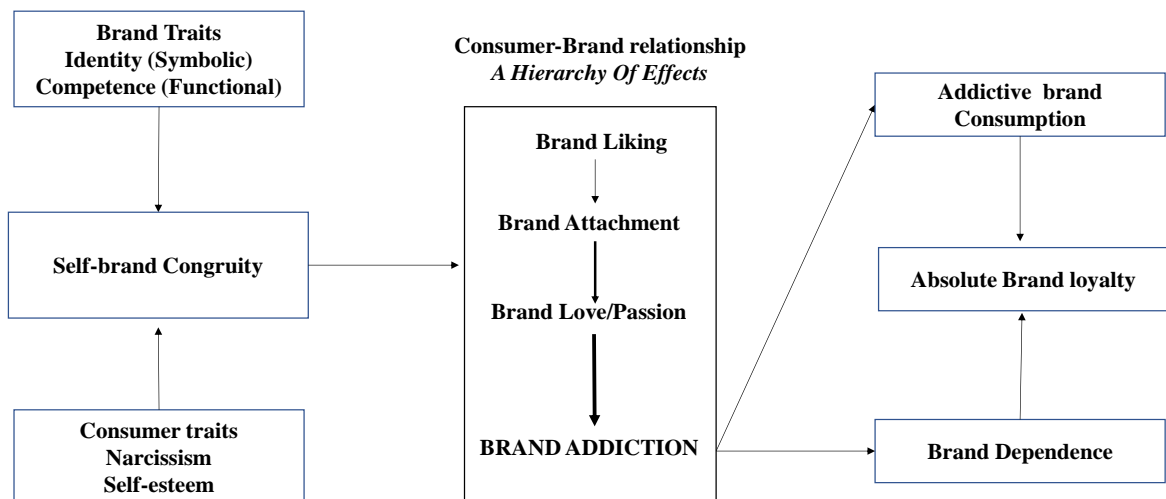 Brand Traits
Identity (Symbolic)
Competence (Functional)
Self-brand Congruity
Consumer traits
Narcissism
Self-esteem
Consumer-Brand relationship
A Hierarchy Of Effects
Brand Liking
Brand Attachment
Brand Love/Passion
BRAND ADDICTION
Addictive brand
Consumption
Absolute Brand loyalty
Brand Dependence